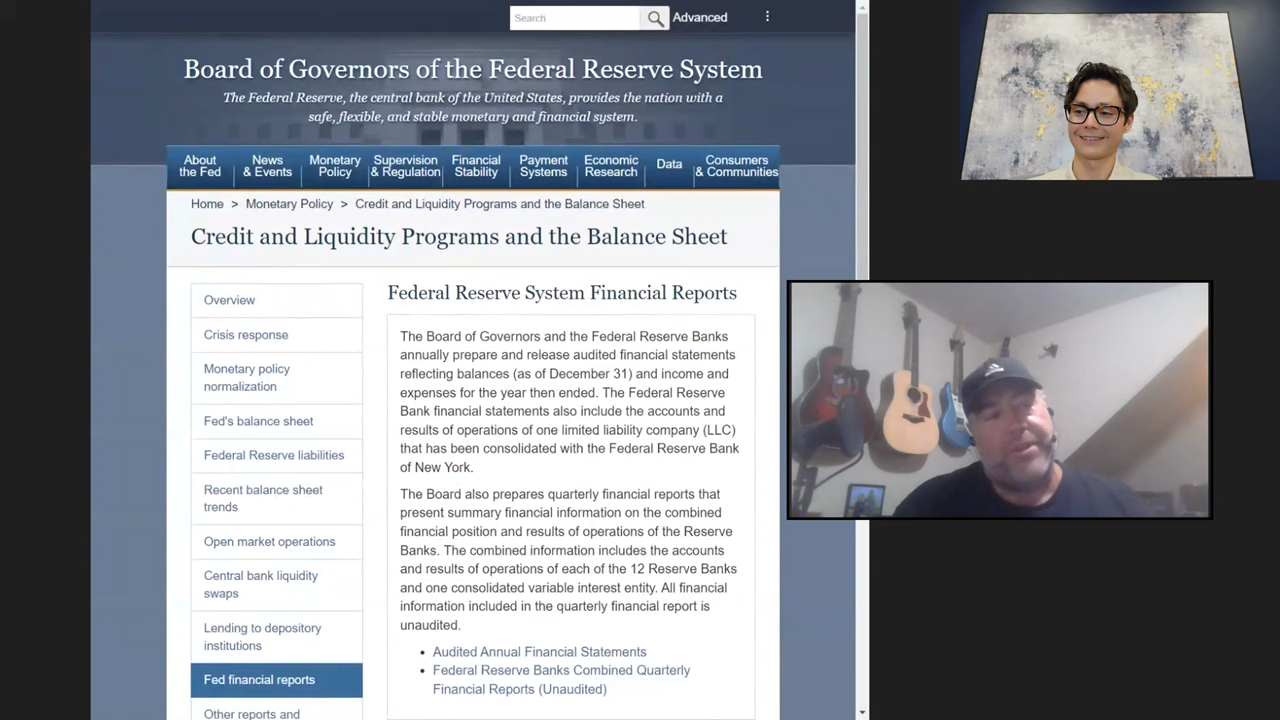 Search
Advanced
Board of Governors of the Federal Reserve System
The Federal Reserve, the central bank of the United States, provides the nation with a
safe, flexible, and stable monetary and financial system.
About
the Fed
News
& Events
Monetary
Policy
Supervision
& Regulation
Financial
Stability
Payment
Systems
Economic
Research
Data
Consumers
& Communities
Home > Monetary Policy > Credit and Liquidity Programs and the Balance Sheet
Credit and Liquidity Programs and the Balance Sheet
Overview
Crisis response
Monetary policy
normalization
Fed's balance sheet
Federal Reserve liabilities
Recent balance sheet
trends
Open market operations
Central bank liquidity
swaps
Lending to depository
institutions
Fed financial reports
Other reports and
Federal Reserve System Financial Reports
The Board of Governors and the Federal Reserve Banks
annually prepare and release audited financial statements
reflecting balances (as of December 31) and income and
expenses for the year then ended. The Federal Reserve
Bank financial statements also include the accounts and
results of operations of one limited liability company (LLC)
that has been consolidated with the Federal Reserve Bank
of New York.
The Board also prepares quarterly financial reports that
present summary financial information on the combined
financial position and results of operations of the Reserve
Banks. The combined information includes the accounts
and results of operations of each of the 12 Reserve Banks
and one consolidated variable interest entity. All financial
information included in the quarterly financial report is
unaudited.
• Audited Annual Financial Statements
• Federal Reserve Banks Combined Quarterly
Financial Reports (Unaudited)